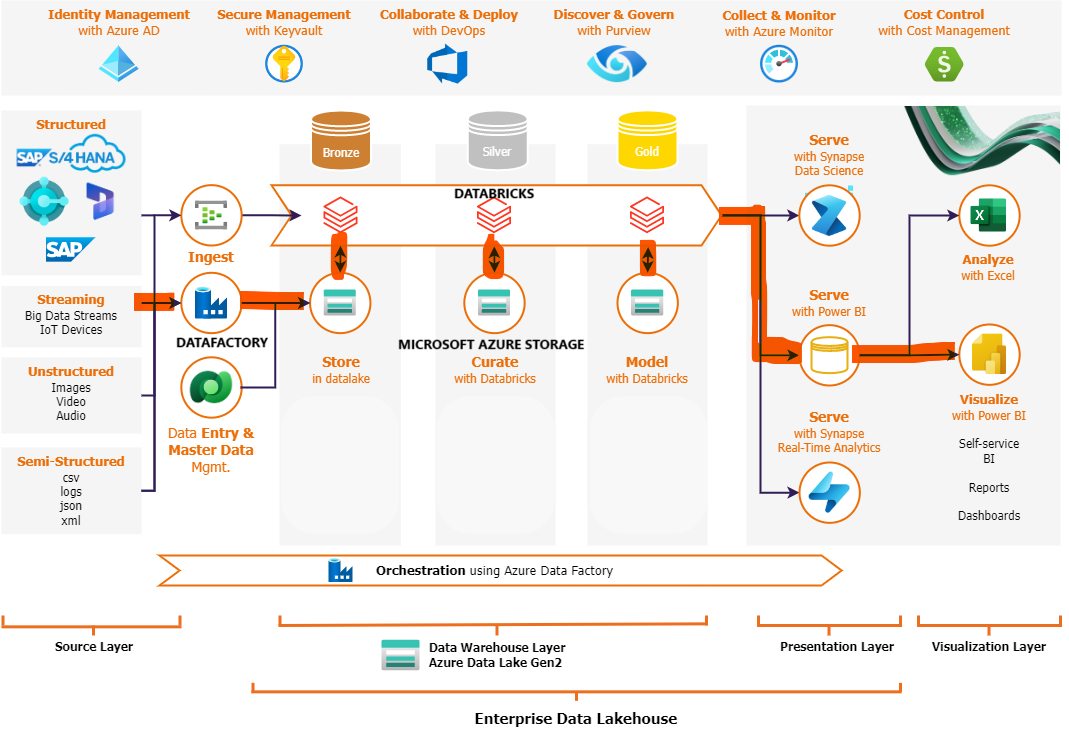 Identity Management
with Azure AD
Secure Management
with Keyvault
Collaborate & Deploy
with DevOps
Discover & Govern
with Purview
Collect & Monitor
with Azure Monitor
Cost Control
with Cost Management
$
Structured
SAP S/4HANA
SAP
Streaming
Big Data Streams
IoT Devices
Unstructured
Images
Video
Audio
Semi-Structured
csv
logs
json
xml
Ingest
DATAFACTORY
Data Entry &
Master Data
Mgmt.
Bronze
Silver
Gold
DATABRICKS
MICROSOFT AZURE STORAGE
Store
in datalake
Curate
with Databricks
Model
with Databricks
Serve
with Synapse
Data Science
Serve
with Power BI
Serve
with Synapse
Real-Time Analytics
X
Analyze
with Excel
Visualize
with Power BI
Self-service
BI
Reports
Dashboards
Orchestration using Azure Data Factory
Source Layer
Data Warehouse Layer
Azure Data Lake Gen2
Presentation Layer
Visualization Layer
Enterprise Data Lakehouse